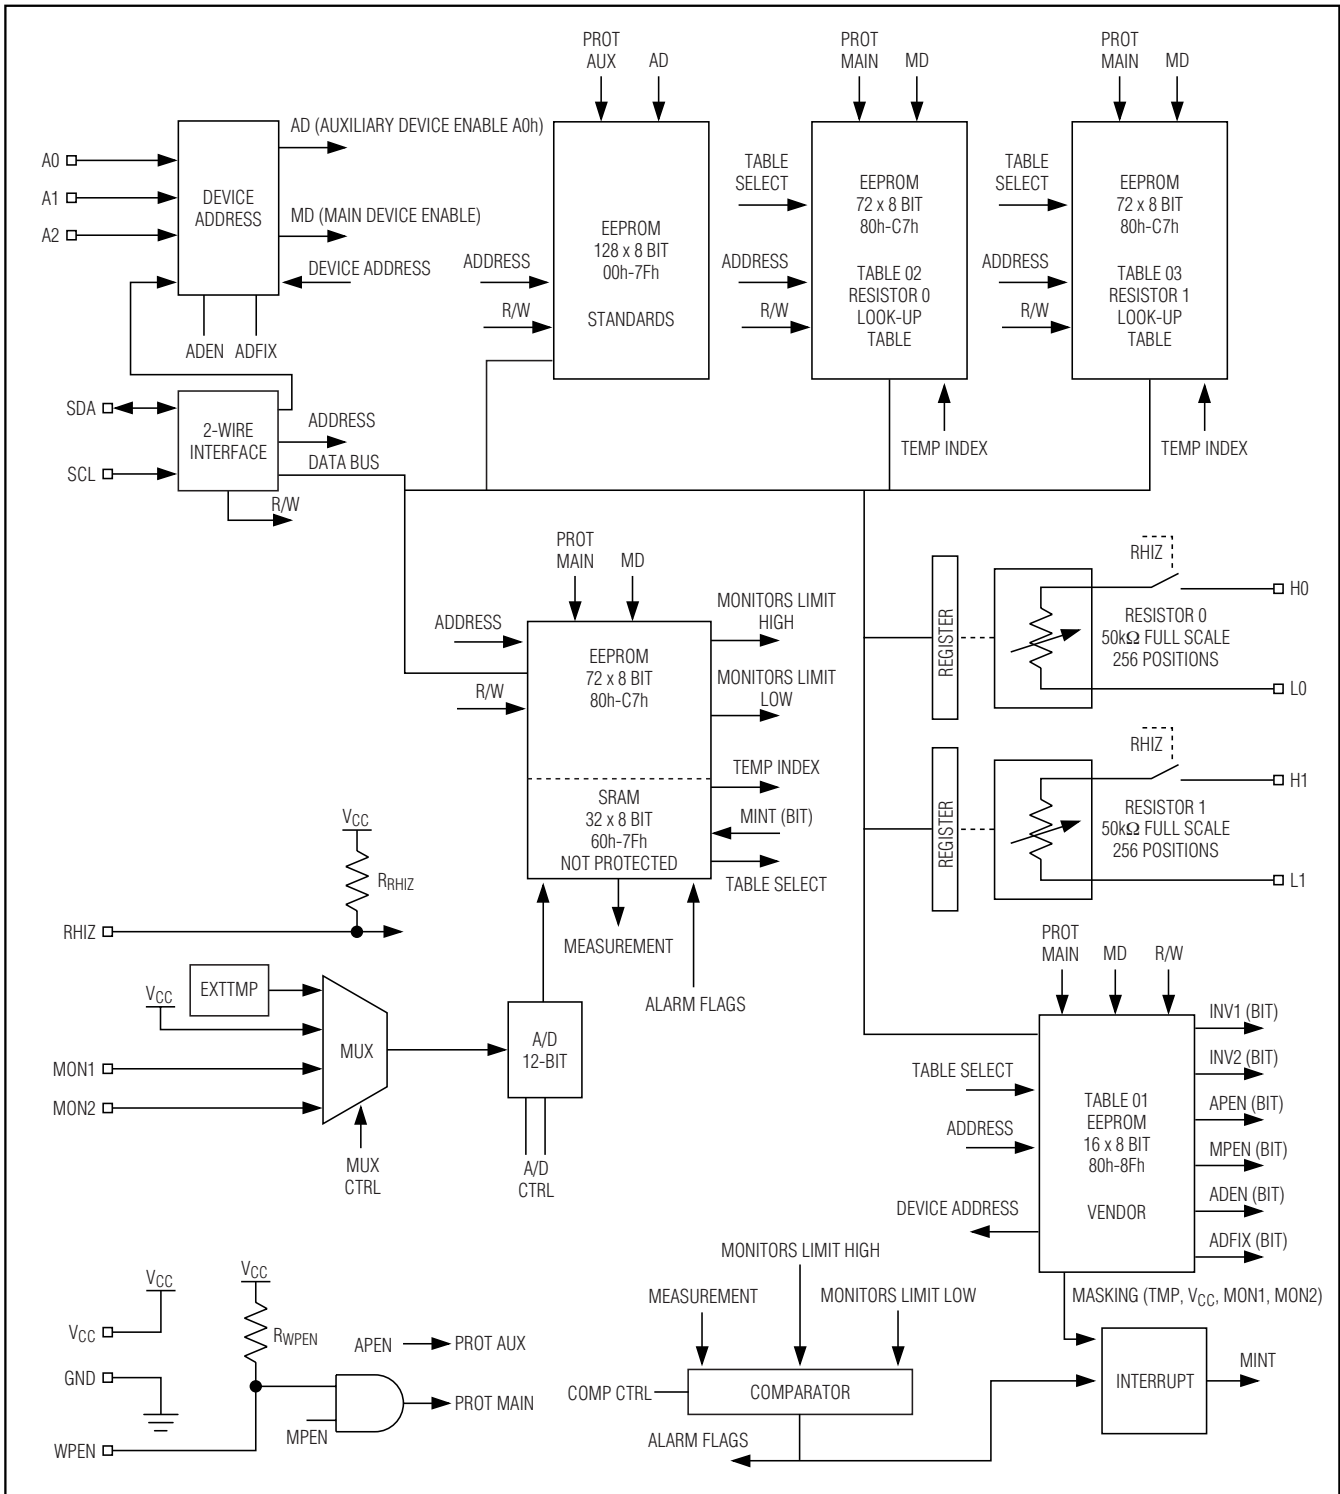 PROT
AUX
AD
PROT
MAIN
MD
PROT
MAIN
MD
A0
A1
A2
DEVICE
ADDRESS
AD (AUXILIARY DEVICE ENABLE A0h)
MD (MAIN DEVICE ENABLE)
DEVICE ADDRESS
ADEN
ADFIX
ADDRESS
R/W
EEPROM
128 x 8 BIT
00h-7Fh
STANDARDS
TABLE
SELECT
ADDRESS
R/W
EEPROM
72 x 8 BIT
80h-C7h
TABLE 02
RESISTOR 0
LOOK-UP
TABLE
TEMP INDEX
TABLE
SELECT
ADDRESS
R/W
EEPROM
72 x 8 BIT
80h-C7h
TABLE 03
RESISTOR 1
LOOK-UP
TABLE
TEMP INDEX
SDA
SCL
2-WIRE
INTERFACE
ADDRESS
DATA BUS
R/W
PROT
MAIN
MD
ADDRESS
R/W
EEPROM
72 x 8 BIT
80h-C7h
SRAM
32 x 8 BIT
60h-7Fh
NOT PROTECTED
MONITORS LIMIT
HIGH
MONITORS LIMIT
LOW
TEMP INDEX
MINT (BIT)
TABLE SELECT
MEASUREMENT
ALARM FLAGS
REGISTER
RHIZ
RESISTOR 0
50kΩ FULL SCALE
256 POSITIONS
H0
L0
REGISTER
RHIZ
RESISTOR 1
50kΩ FULL SCALE
256 POSITIONS
H1
L1
VCC
RRHIZ
RHIZ
EXTTMP
VCC
MON1
MON2
MUX
MUX
CTRL
A/D
12-BIT
A/D
CTRL
PROT
MAIN
MD
R/W
TABLE SELECT
ADDRESS
DEVICE ADDRESS
TABLE 01
EEPROM
16 x 8 BIT
80h-8Fh
VENDOR
INV1 (BIT)
INV2 (BIT)
APEN (BIT)
MPEN (BIT)
ADEN (BIT)
ADFIX (BIT)
MASKING (TMP, VCC, MON1, MON2)
VCC
VCC
GND
WPEN
VCC
RWPEN
APEN
PROT AUX
MPEN
PROT MAIN
MONITORS LIMIT HIGH
MEASUREMENT
MONITORS LIMIT LOW
COMP CTRL
COMPARATOR
ALARM FLAGS
INTERRUPT
MINT